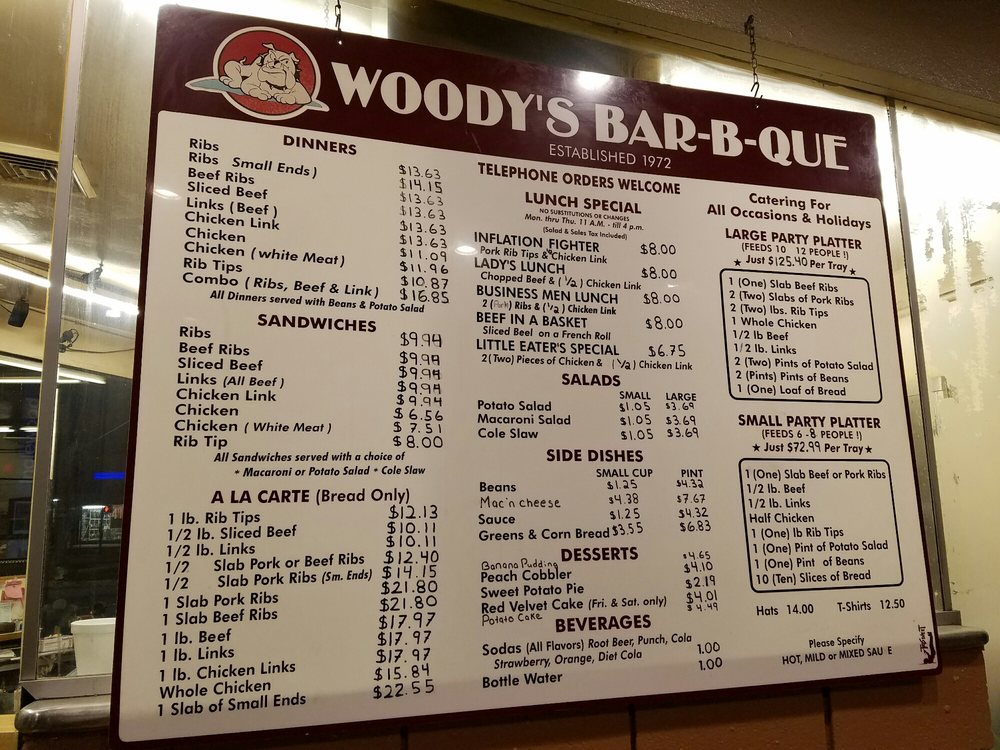 WOODY'S BAR-B-QUE
ESTABLISHED 1972
DINNERS
Ribs $13.63
Ribs Small Ends) $14.15
Beef Ribs $13.63
Sliced Beef $13.63
Links (Beef) $13.63
Chicken Link $13.63
Chicken $11.09
Chicken (white Meat) $11.96
Rib Tips $10.87
Combo (Ribs, Beef & Link) $16.85
All Dinners served with Beans & Potato Salad
SANDWICHES
Ribs $9.94
Beef Ribs $9.94
Sliced Beef $9.94
Links (All Beef) $9.94
Chicken Link $9.94
Chicken $6.56
Chicken (White Meat) $7.51
Rib Tip $8.00
All Sandwiches served with a choice of
* Macaroni or Potato Salad * Cole Slaw
A LA CARTE (Bread Only)
1 lb. Rib Tips $12.13
1/2 lb. Sliced Beef $10.11
1/2 lb. Links $10.11
1/2 Slab Pork or Beef Ribs $12.40
1/2 Slab Pork Ribs (Sm. Ends) $14.15
1 Slab Pork Ribs $21.80
1 Slab Beef Ribs $21.80
1 lb. Beef $17.97
1 lb. Links $17.97
1 lb. Chicken Links $17.97
Whole Chicken $15.84
1 Slab of Small Ends $22.55
TELEPHONE ORDERS WELCOME
LUNCH SPECIAL
NO SUBSTITUTIONS OR CHANGES
Mon. thru Thu. 11 A.M. - till 4 p.m.
(Salad & Sales Tax Included)
INFLATION FIGHTER $8.00
Pork Rib Tips & Chicken Link
LADY'S LUNCH $8.00
Chopped Beef & (1/2) Chicken Link
BUSINESS MEN LUNCH $8.00
2 (Pork) Ribs & (1/2) Chicken Link
BEEF IN A BASKET $8.00
Sliced Beel on a French Roll
LITTLE EATER'S SPECIAL $6.75
2(Two) Pieces of Chicken & (1/2) Chicken Link
SALADS
SMALL LARGE
Potato Salad $1.05 $3.69
Macaroni Salad $1.05 $3.69
Cole Slaw $1.05 $3.69
SIDE DISHES
SMALL CUP PINT
Beans $1.25 $4.32
Mac'n cheese $4.38 $7.67
Sauce $1.25 $4.32
Greens & Corn Bread $3.55 $6.83
DESSERTS
Banana Pudding $4.65
Peach Cobbler $4.10
Sweet Potato Pie $2.19
Red Velvet Cake (Fri. & Sat. only) $4.01
Potato Cake $4.49
BEVERAGES
Sodas (All Flavors) Root Beer, Punch, Cola 1.00
Strawberry, Orange, Diet Cola
Bottle Water 1.00
Catering For
All Occasions & Holidays
LARGE PARTY PLATTER
(FEEDS 10 12 PEOPLE !)
★ Just $125.40 Per Tray ★
1 (One) Slab Beef Ribs
2 (Two) Slabs of Pork Ribs
2 (Two) lbs. Rib Tips
1 Whole Chicken
1/2 lb Beef
1/2 lb. Links
2 (Two) Pints of Potato Salad
2 (Pints) Pints of Beans
1 (One) Loaf of Bread
SMALL PARTY PLATTER
(FEEDS 6 -8 PEOPLE !)
★ Just $72.99 Per Tray ★
1 (One) Slab Beef or Pork Ribs
1/2 lb. Beef
1/2 lb. Links
Half Chicken
1 (One) lb Rib Tips
1 (One) Pint of Potato Salad
1 (One) Pint of Beans
10 (Ten) Slices of Bread
Hats 14.00 T-Shirts 12.50
Please Specify
HOT, MILD or MIXED SAU E